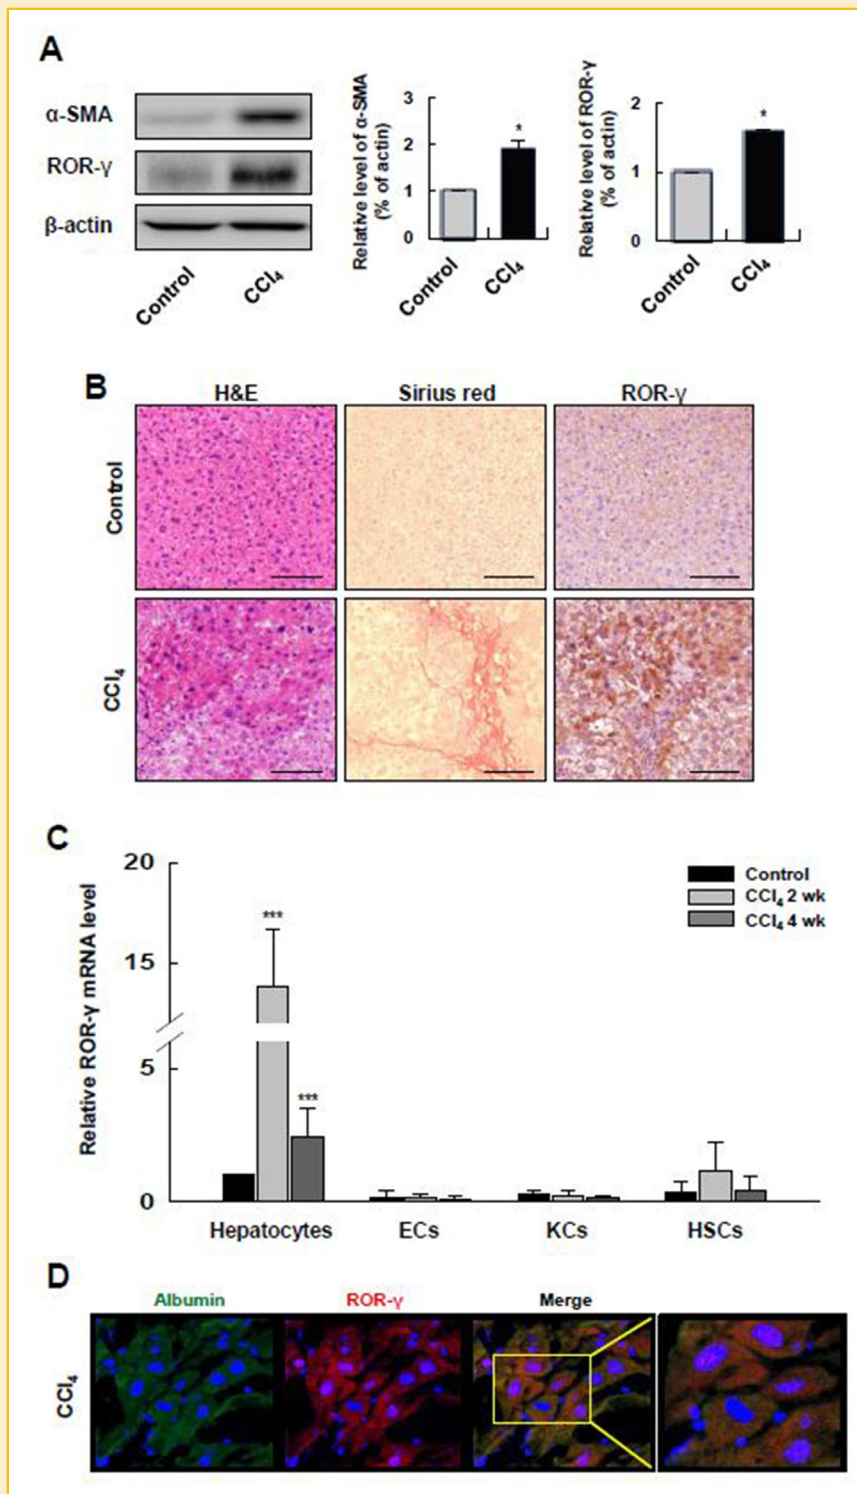 A
α-SMA
ROR-γ
β-actin
Control
CCl₄
Relative level of α-SMA
(% of actin)
3
2
1
0
*
Control
CCl₄
Relative level of ROR-γ
(% of actin)
2
1
0
*
Control
CCl₄
B
H&E
Sirius red
ROR-γ
Control
CCl₄
C
Relative ROR-γ mRNA level
20
15
5
0
***
***
Control
CCl₄ 2 wk
CCl₄ 4 wk
Hepatocytes
ECs
KCs
HSCs
D
Albumin
ROR-γ
Merge
CCl₄